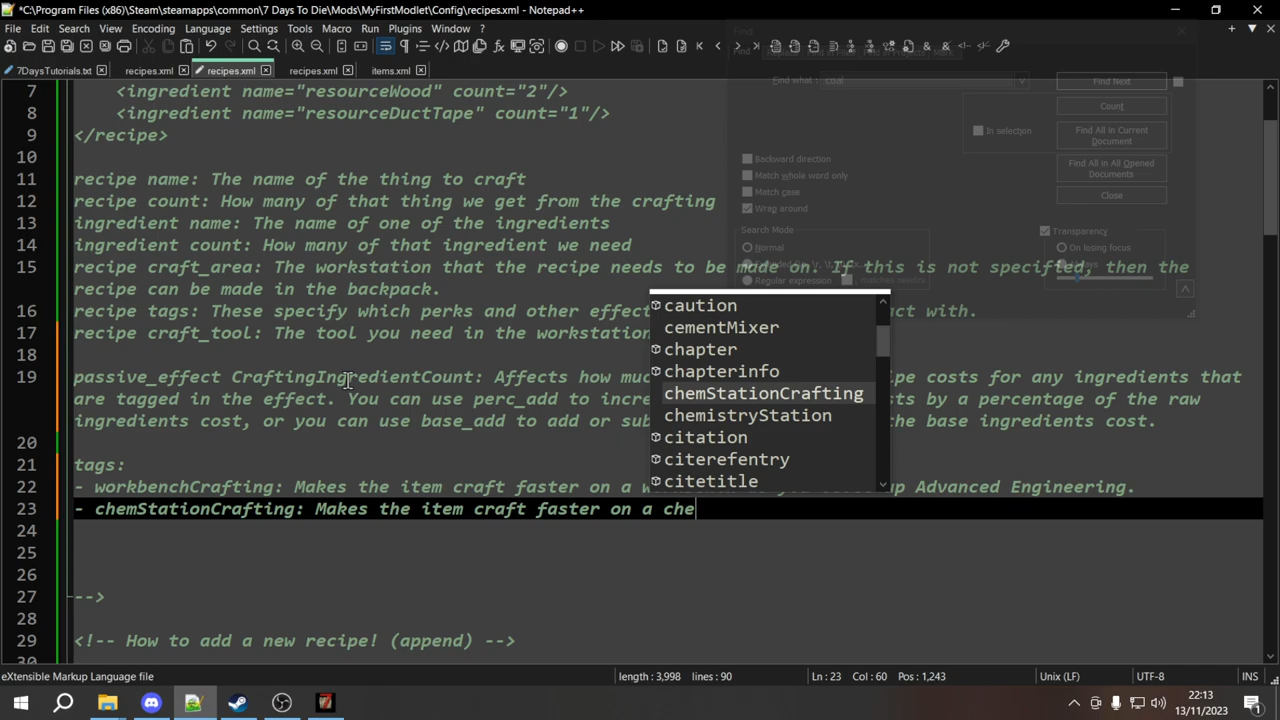 *C:\Program Files (x86)\Steam\steamapps\common\7 Days To Die\Mods\MyFirstModlet\Config\recipes.xml - Notepad++
File Edit Search View Encoding Language Settings Tools Macro Run Plugins Window ?
7DaysTutorials.txt recipes.xml recipes.xml recipes.xml items.xml
Find
Find what : coal
Find Next
Count
In selection
Find All in Current Document
Find All in All Opened Documents
Close
Backward direction
Match whole word only
Match case
Wrap around
Search Mode
Normal
Regular expression
Transparency
On losing focus
7 <ingredient name="resourceWood" count="2"/>
8 <ingredient name="resourceDuctTape" count="1"/>
9 </recipe>
10
11 recipe name: The name of the thing to craft
12 recipe count: How many of that thing we get from the crafting
13 ingredient name: The name of one of the ingredients
14 ingredient count: How many of that ingredient we need
15 recipe craft_area: The workstation that the recipe needs to be made on. If this is not specified, then the
recipe can be made in the backpack.
16 recipe tags: These specify which perks and other effect act with.
17 recipe craft_tool: The tool you need in the workstation
18
19 passive_effect CraftingIngredientCount: Affects how muc ipe costs for any ingredients that
are tagged in the effect. You can use perc_add to incre sts by a percentage of the raw
ingredients cost, or you can use base_add to add or sub the base ingredients cost.
20
21 tags:
22 - workbenchCrafting: Makes the item craft faster on a up Advanced Engineering.
23 - chemStationCrafting: Makes the item craft faster on a che
24
25
26
27 -->
28
29 <!-- How to add a new recipe! (append) -->
30
caution
cementMixer
chapter
chapterinfo
chemStationCrafting
chemistryStation
citation
citerefentry
citetitle
eXtensible Markup Language file length : 3,998 lines : 90 Ln : 23 Col : 60 Pos : 1,243 Unix (LF) UTF-8 INS
22:13
13/11/2023
1